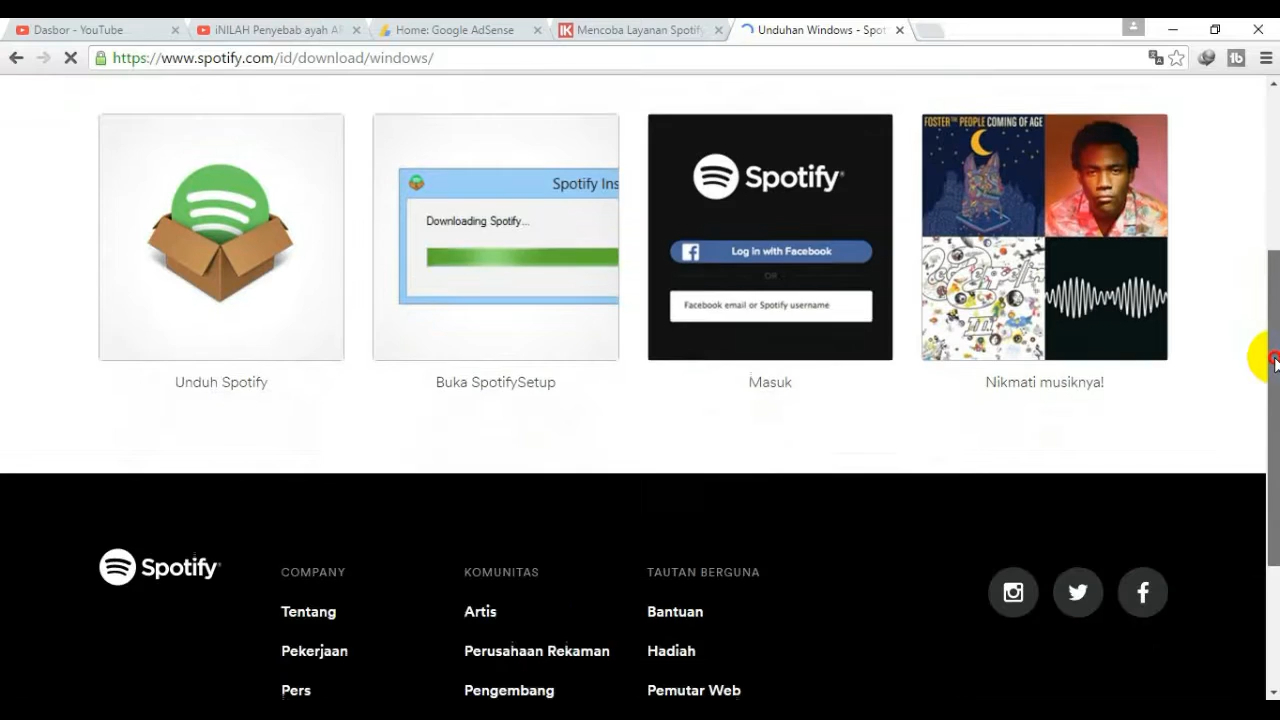 Dasbor - YouTube
iNILAH Penyebab ayah A
Home: Google AdSense
Mencoba Layanan Spotify
Unduhan Windows - Spot
https://www.spotify.com/id/download/windows/
Spotify Ins
Downloading Spotify...
Spotify
Log in with Facebook
OR
Facebook email or Spotify username
FOSTER THE PEOPLE COMING OF AGE
Led Zeppelin
III
Unduh Spotify
Buka SpotifySetup
Masuk
Nikmati musiknya!
Spotify
COMPANY
KOMUNITAS
TAUTAN BERGUNA
Tentang
Artis
Bantuan
Pekerjaan
Perusahaan Rekaman
Hadiah
Pers
Pengembang
Pemutar Web